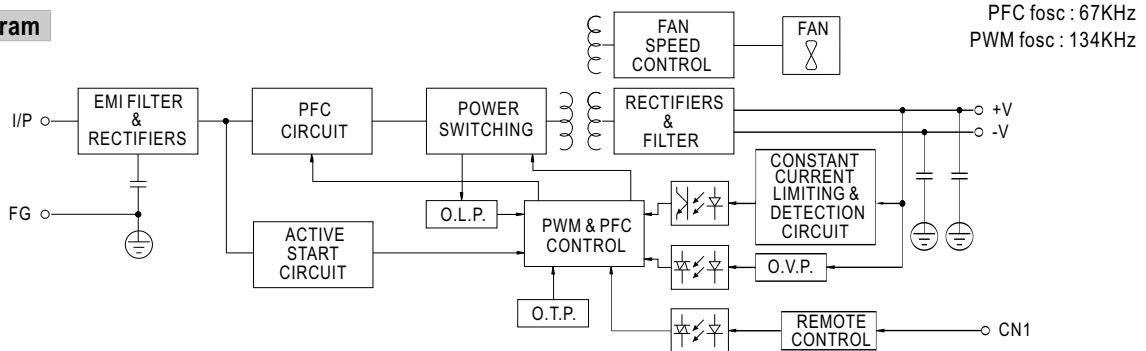 ram
PFC fosc : 67KHz
PWM fosc : 134KHz
FAN
SPEED
CONTROL
FAN
I/P
EMI FILTER
&
RECTIFIERS
PFC
CIRCUIT
POWER
SWITCHING
RECTIFIERS
&
FILTER
+V
-V
CONSTANT
CURRENT
LIMITING &
DETECTION
CIRCUIT
FG
O.L.P.
PWM & PFC
CONTROL
ACTIVE
START
CIRCUIT
O.V.P.
O.T.P.
REMOTE
CONTROL
CN1